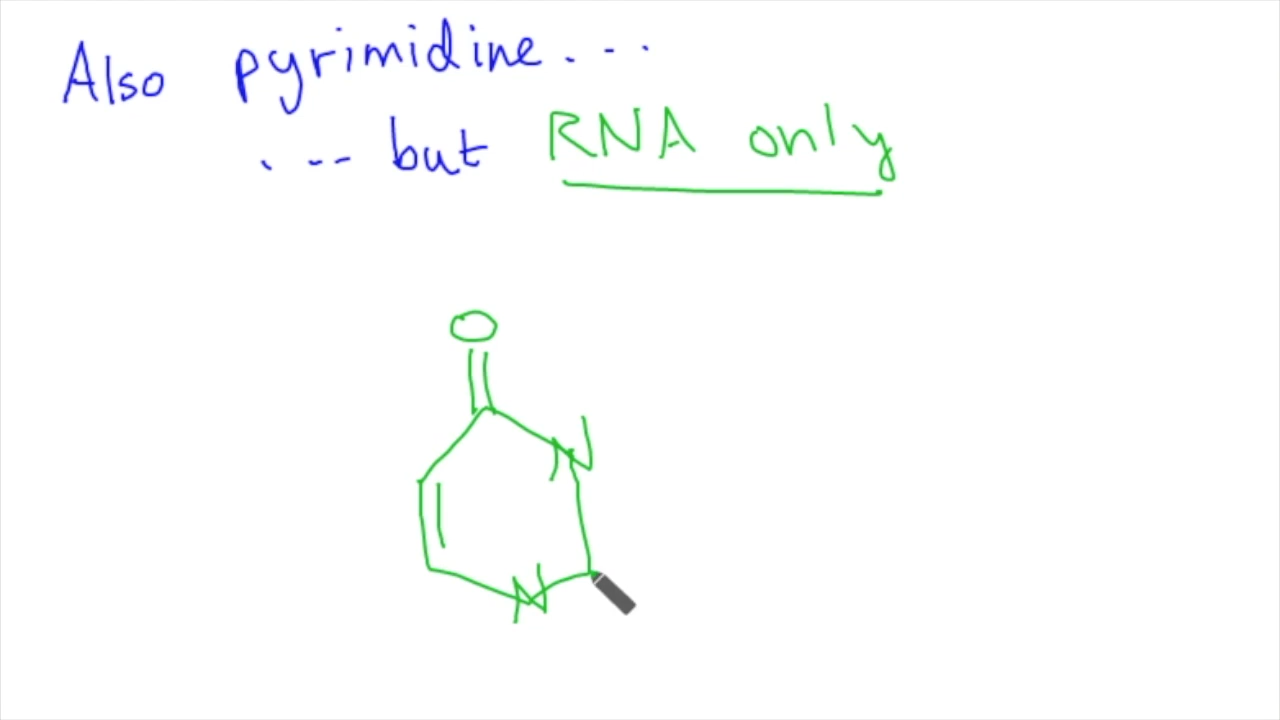 Also pyrimidine. - .
. -- but RNA only
O
N
N